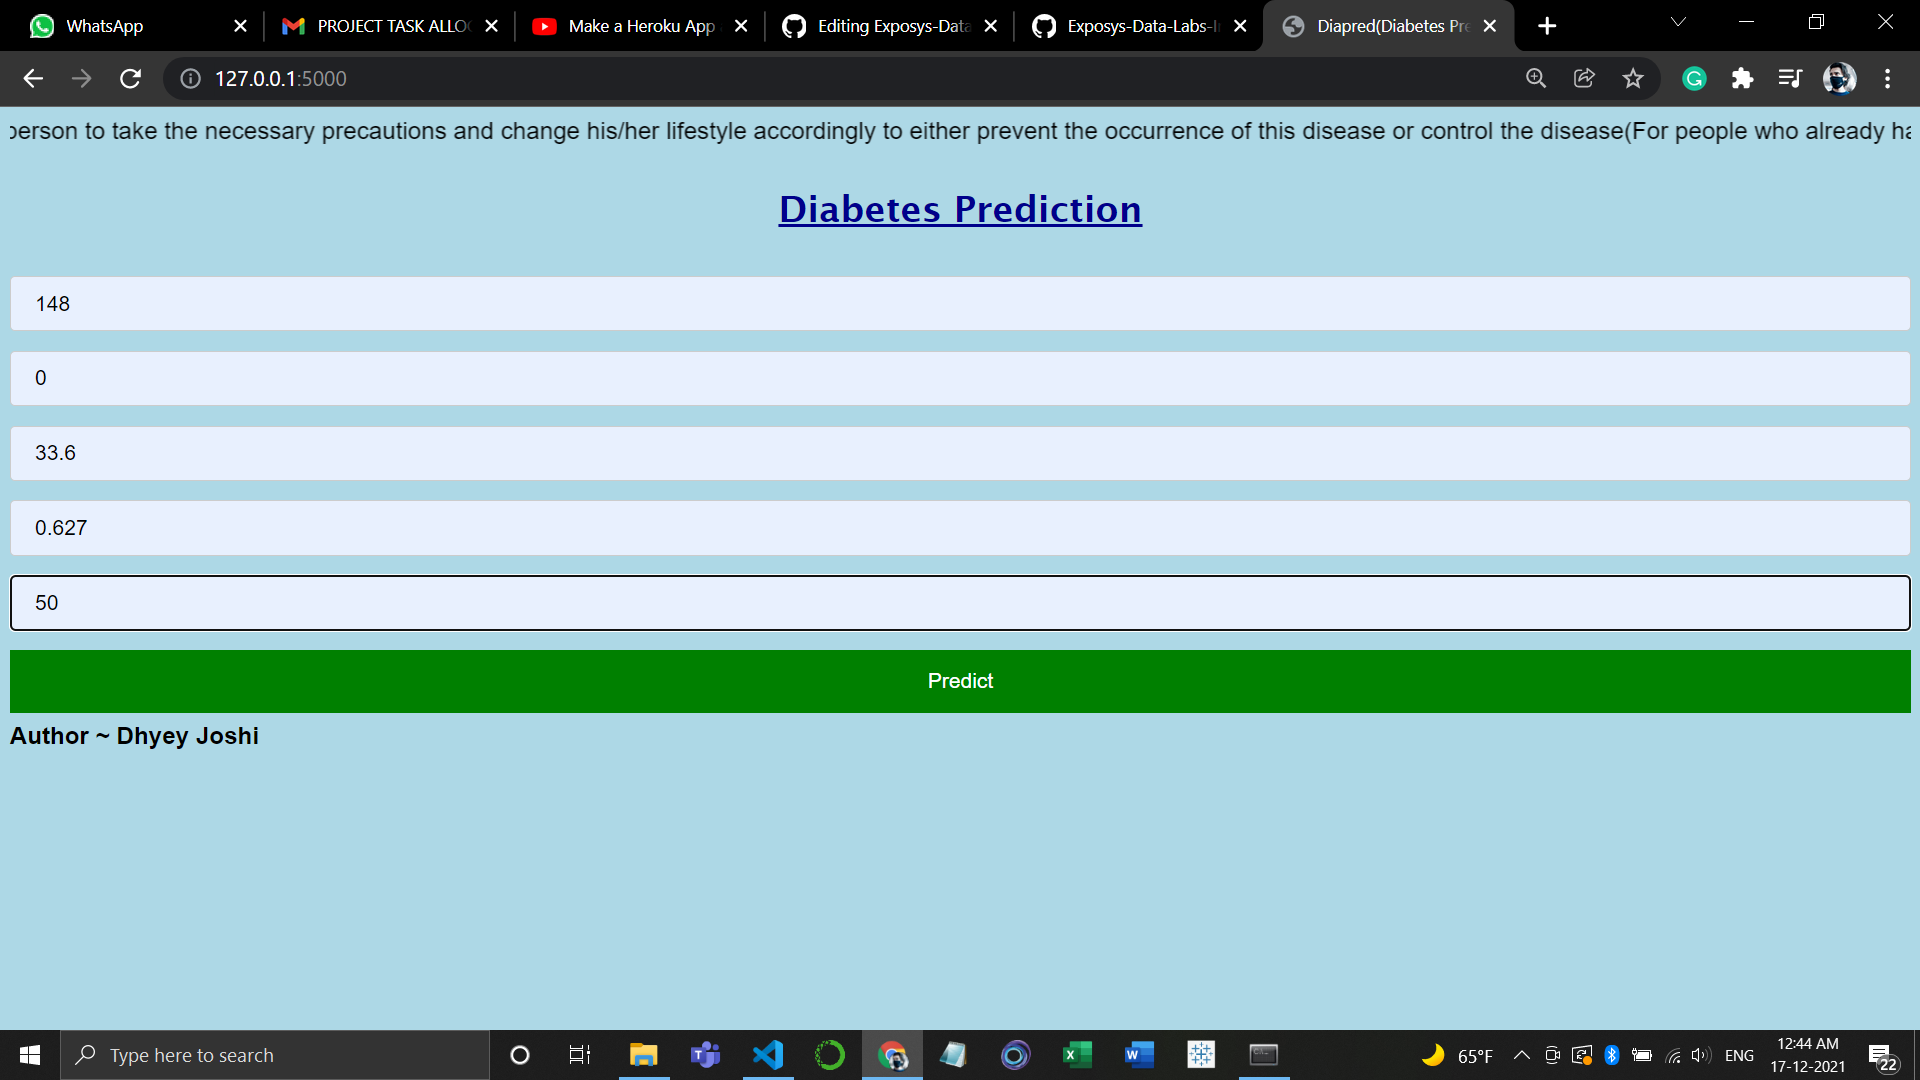 WhatsApp
PROJECT TASK ALLO
Make a Heroku App
Editing Exposys-Data
Exposys-Data-Labs-I
Diapred(Diabetes Pre
127.0.0.1:5000
person to take the necessary precautions and change his/her lifestyle accordingly to either prevent the occurrence of this disease or control the disease(For people who already ha
Diabetes Prediction
148
0
33.6
0.627
50
Predict
Author ~ Dhyey Joshi
Type here to search
65°F
ENG
12:44 AM
17-12-2021
22